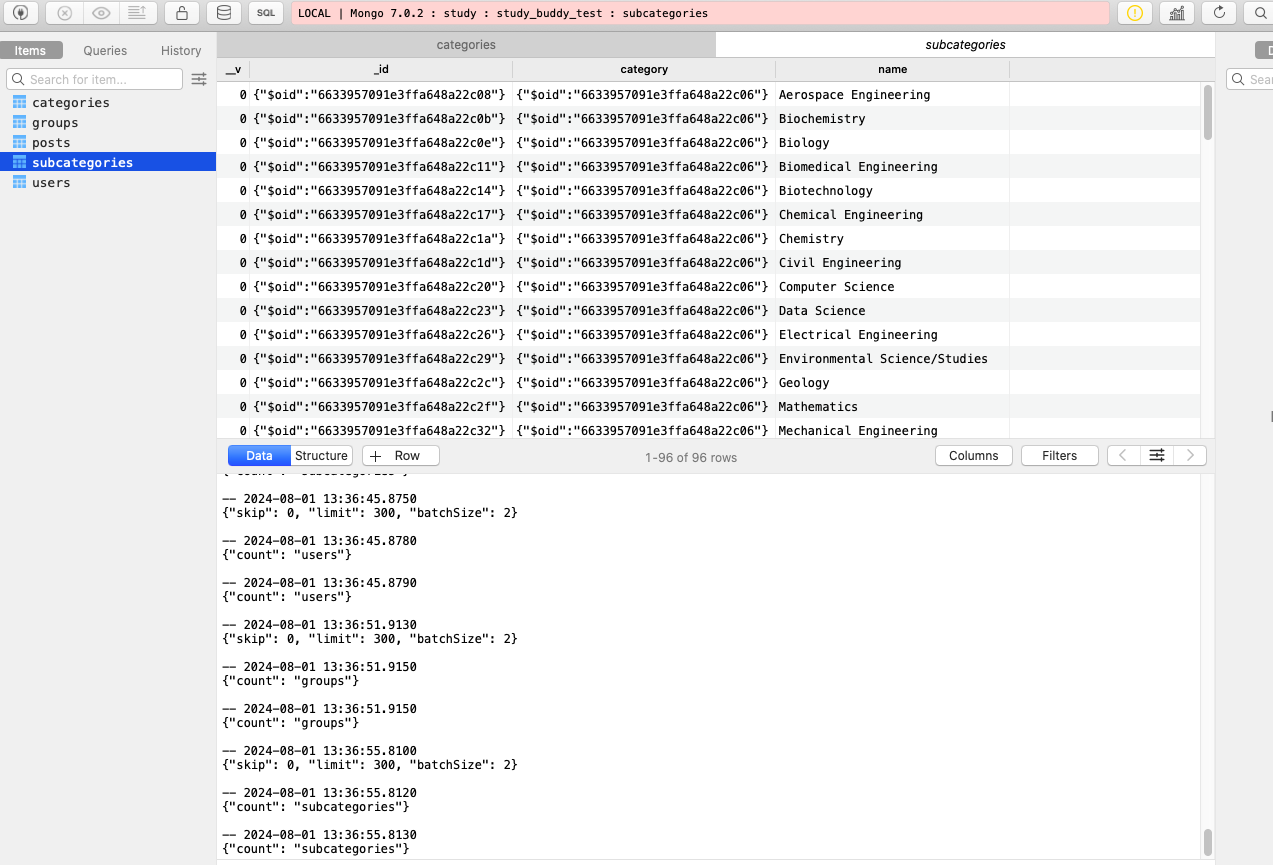 SQL LOCAL | Mongo 7.0.2 : study : study_buddy_test : subcategories
Items Queries History
Search for item...
categories
groups
posts
subcategories
users
categories subcategories
__v _id category name
0 {"$oid":"6633957091e3ffa648a22c08"} {"$oid":"6633957091e3ffa648a22c06"} Aerospace Engineering
0 {"$oid":"6633957091e3ffa648a22c0b"} {"$oid":"6633957091e3ffa648a22c06"} Biochemistry
0 {"$oid":"6633957091e3ffa648a22c0e"} {"$oid":"6633957091e3ffa648a22c06"} Biology
0 {"$oid":"6633957091e3ffa648a22c11"} {"$oid":"6633957091e3ffa648a22c06"} Biomedical Engineering
0 {"$oid":"6633957091e3ffa648a22c14"} {"$oid":"6633957091e3ffa648a22c06"} Biotechnology
0 {"$oid":"6633957091e3ffa648a22c17"} {"$oid":"6633957091e3ffa648a22c06"} Chemical Engineering
0 {"$oid":"6633957091e3ffa648a22c1a"} {"$oid":"6633957091e3ffa648a22c06"} Chemistry
0 {"$oid":"6633957091e3ffa648a22c1d"} {"$oid":"6633957091e3ffa648a22c06"} Civil Engineering
0 {"$oid":"6633957091e3ffa648a22c20"} {"$oid":"6633957091e3ffa648a22c06"} Computer Science
0 {"$oid":"6633957091e3ffa648a22c23"} {"$oid":"6633957091e3ffa648a22c06"} Data Science
0 {"$oid":"6633957091e3ffa648a22c26"} {"$oid":"6633957091e3ffa648a22c06"} Electrical Engineering
0 {"$oid":"6633957091e3ffa648a22c29"} {"$oid":"6633957091e3ffa648a22c06"} Environmental Science/Studies
0 {"$oid":"6633957091e3ffa648a22c2c"} {"$oid":"6633957091e3ffa648a22c06"} Geology
0 {"$oid":"6633957091e3ffa648a22c2f"} {"$oid":"6633957091e3ffa648a22c06"} Mathematics
0 {"$oid":"6633957091e3ffa648a22c32"} {"$oid":"6633957091e3ffa648a22c06"} Mechanical Engineering
Data Structure + Row 1-96 of 96 rows Columns Filters
-- 2024-08-01 13:36:45.8750
{"skip": 0, "limit": 300, "batchSize": 2}
-- 2024-08-01 13:36:45.8780
{"count": "users"}
-- 2024-08-01 13:36:45.8790
{"count": "users"}
-- 2024-08-01 13:36:51.9130
{"skip": 0, "limit": 300, "batchSize": 2}
-- 2024-08-01 13:36:51.9150
{"count": "groups"}
-- 2024-08-01 13:36:51.9150
{"count": "groups"}
-- 2024-08-01 13:36:55.8100
{"skip": 0, "limit": 300, "batchSize": 2}
-- 2024-08-01 13:36:55.8120
{"count": "subcategories"}
-- 2024-08-01 13:36:55.8130
{"count": "subcategories"}